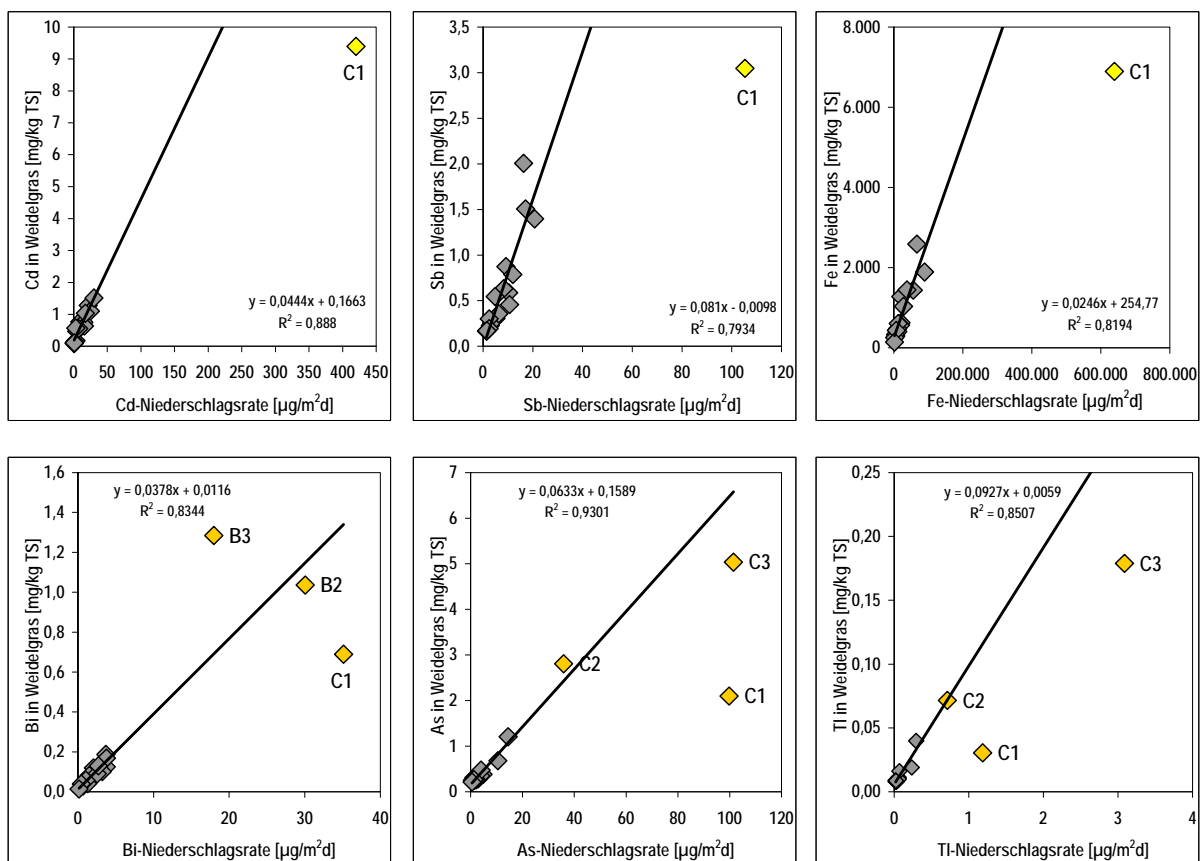 Cd in Weidelgras [mg/kg TS]
10
9
8
7
6
5
4
3
2
1
0
C1
y = 0,0444x + 0,1663
R² = 0,888
0 50 100 150 200 250 300 350 400 450
Cd-Niederschlagsrate [µg/m²d]
Sb in Weidelgras [mg/kg TS]
3,5
3,0
2,5
2,0
1,5
1,0
0,5
0,0
C1
y = 0,081x - 0,0098
R² = 0,7934
0 20 40 60 80 100 120
Sb-Niederschlagsrate [µg/m²d]
Fe in Weidelgras [mg/kg TS]
8.000
6.000
4.000
2.000
0
C1
y = 0,0246x + 254,77
R² = 0,8194
0 200.000 400.000 600.000 800.000
Fe-Niederschlagsrate [µg/m²d]
Bi in Weidelgras [mg/kg TS]
1,6
1,4
1,2
1,0
0,8
0,6
0,4
0,2
0,0
y = 0,0378x + 0,0116
R² = 0,8344
B3
B2
C1
0 10 20 30 40
Bi-Niederschlagsrate [µg/m²d]
As in Weidelgras [mg/kg TS]
7
6
5
4
3
2
1
0
y = 0,0633x + 0,1589
R² = 0,9301
C3
C2
C1
0 20 40 60 80 100 120
As-Niederschlagsrate [µg/m²d]
Tl in Weidelgras [mg/kg TS]
0,25
0,20
0,15
0,10
0,05
0,00
y = 0,0927x + 0,0059
R² = 0,8507
C3
C2
C1
0 1 2 3 4
Tl-Niederschlagsrate [µg/m²d]